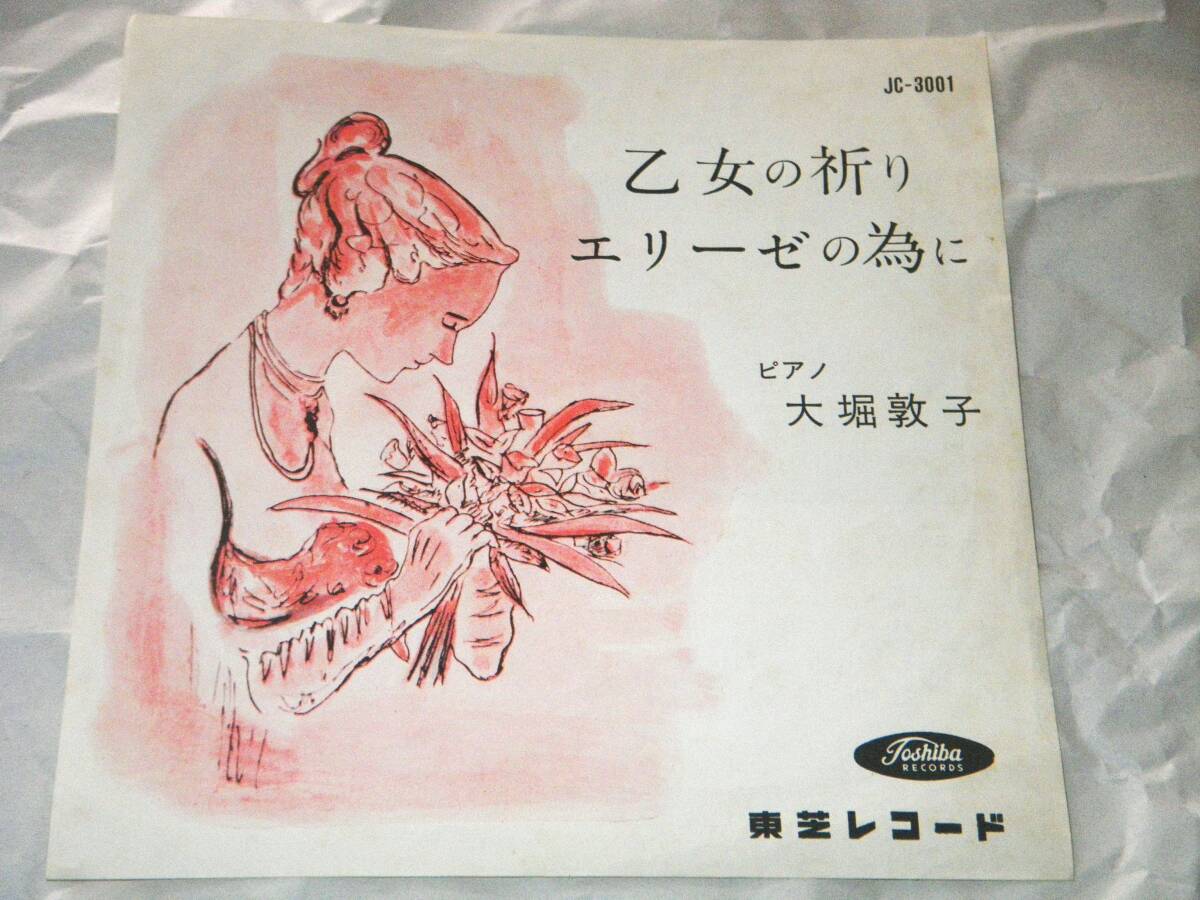 JC-3001
乙女の祈り
エリーゼの為に
ピアノ
大堀敦子
Toshiba
RECORDS
東芝レコード